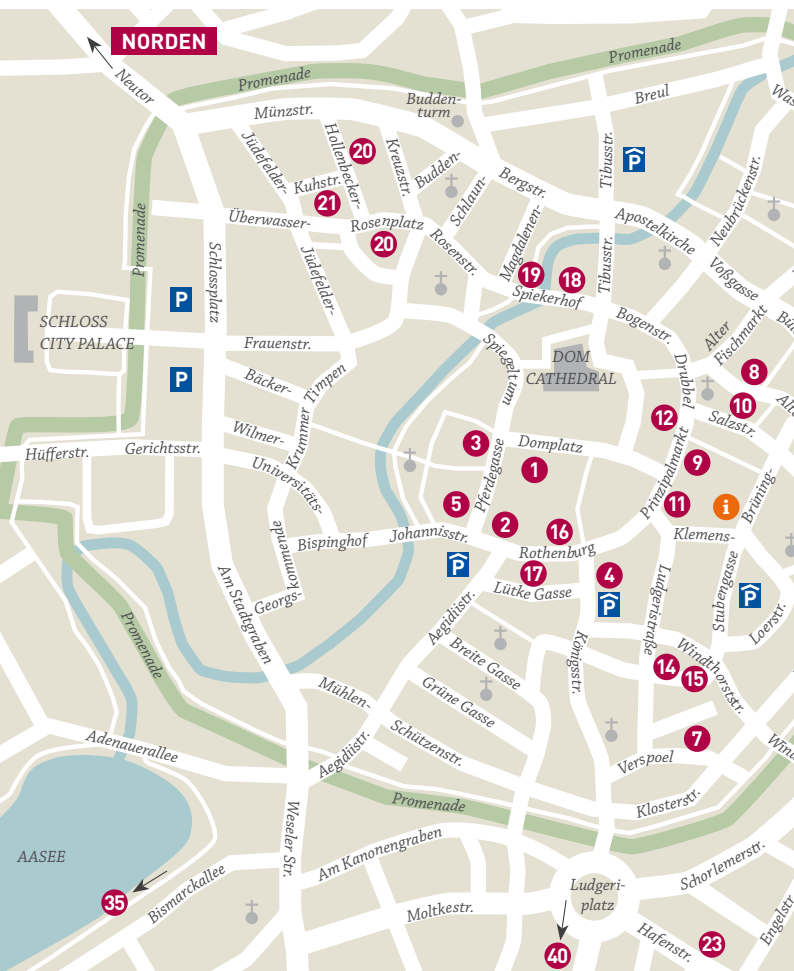 NORDEN
Neutor
Promenade
Promenade
Breul
Münzstr.
Budden-
turm
P
Tibusstr.
Jüdefelder-
Hollenbecker-
20
Kreuzstr.
Budden-
Bergstr.
Neubrückenstr.
Kuhstr.
21
Schlaun-
Magdalenen-
Apostelkirche
Promenade
Überwasser-
Rosenplatz
20
Rosenstr.
Tibusstr.
Voßgasse
Schlossplatz
Jüdefelder-
19
18
Spiekerhof
P
SCHLOSS
CITY PALACE
Frauenstr.
Bogenstr.
Alter
Fischmarkt
Spiegelturm
DOM
CATHEDRAL
Drubbel
8
P
Bäcker-
Krummer Timpen
10
12
Salzstr.
Wilmer-
3
Domplatz
Hüfferstr.
Gerichtsstr.
Universitäts-
1
Pferdegasse
Prinzipalmarkt
9
5
11
i
Brüning-
2
16
Johannisstr.
Bispinghof
Rothenburg
Klemens-
P
17
4
Lütke Gasse
P
P
kommende
Georgs-
Am Stadtgraben
Aegidiistr.
Ludgeristraße
Stubengasse
Loerstr.
Promenade
Breite Gasse
Königsstr.
Windthorststr.
14
15
Mühlen-
Grüne Gasse
Adenauerallee
Schützenstr.
Aegidiistr.
7
Verspoel
Promenade
Klosterstr.
Weseler Str.
AASEE
Am Kanonengraben
35
Bismarckallee
Moltkestr.
Ludgeri-
platz
Schorlemerstr.
Engelstr.
Hafenstr.
23
40